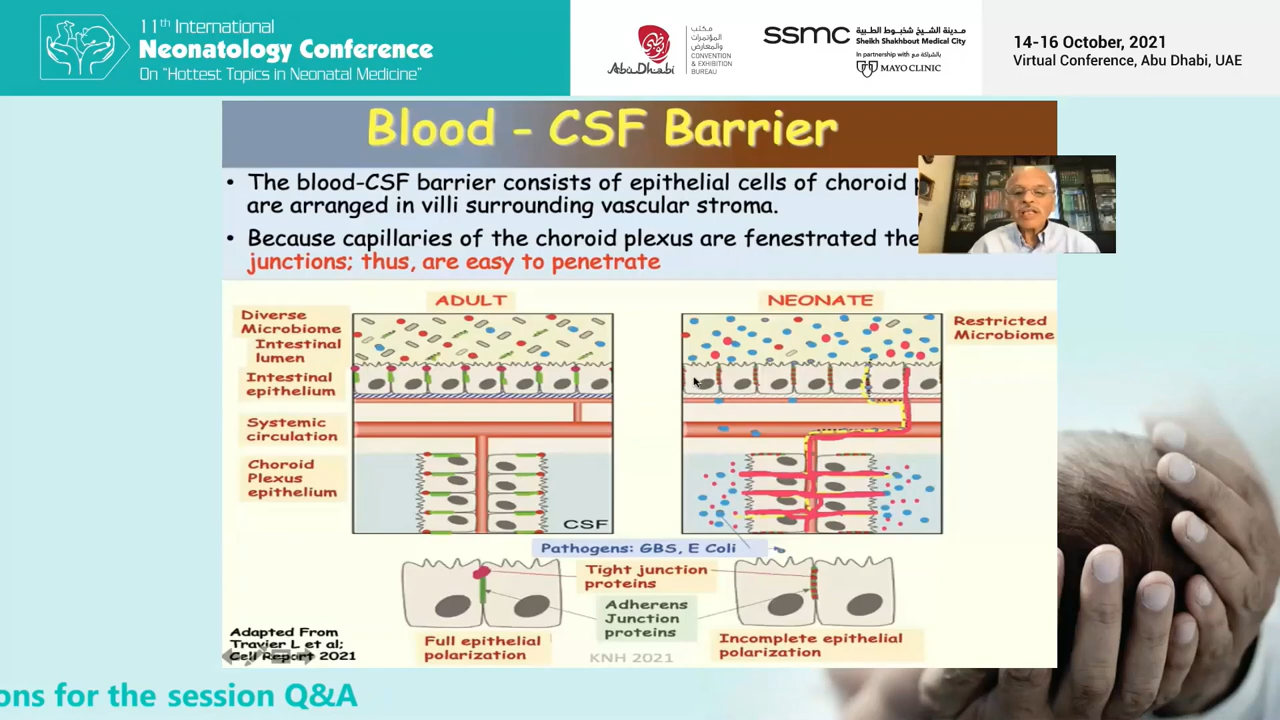 11th International
Neonatology Conference
On “Hottest Topics in Neonatal Medicine”
مكتب
المؤتمرات
والمعارض
CONVENTION
& EXHIBITION
BUREAU
Abu Dhabi
ssmc
مدينة الشيخ شخبوط الطبية
Sheikh Shakhbout Medical City
In partnership with بالشراكة مع
MAYO CLINIC
14-16 October, 2021
Virtual Conference, Abu Dhabi, UAE
Blood - CSF Barrier
• The blood-CSF barrier consists of epithelial cells of choroid
are arranged in villi surrounding vascular stroma.
• Because capillaries of the choroid plexus are fenestrated the
junctions; thus, are easy to penetrate
ADULT
NEONATE
Diverse
Microbiome
Intestinal
lumen
Intestinal
epithelium
Systemic
circulation
Choroid
Plexus
epithelium
Restricted
Microbiome
CSF
Pathogens: GBS, E Coli
Tight junction
proteins
Adherens
Junction
proteins
Full epithelial
polarization
Incomplete epithelial
polarization
Adapted From
Travier L et al;
Cell Report 2021
KNH 2021
ons for the session Q&A